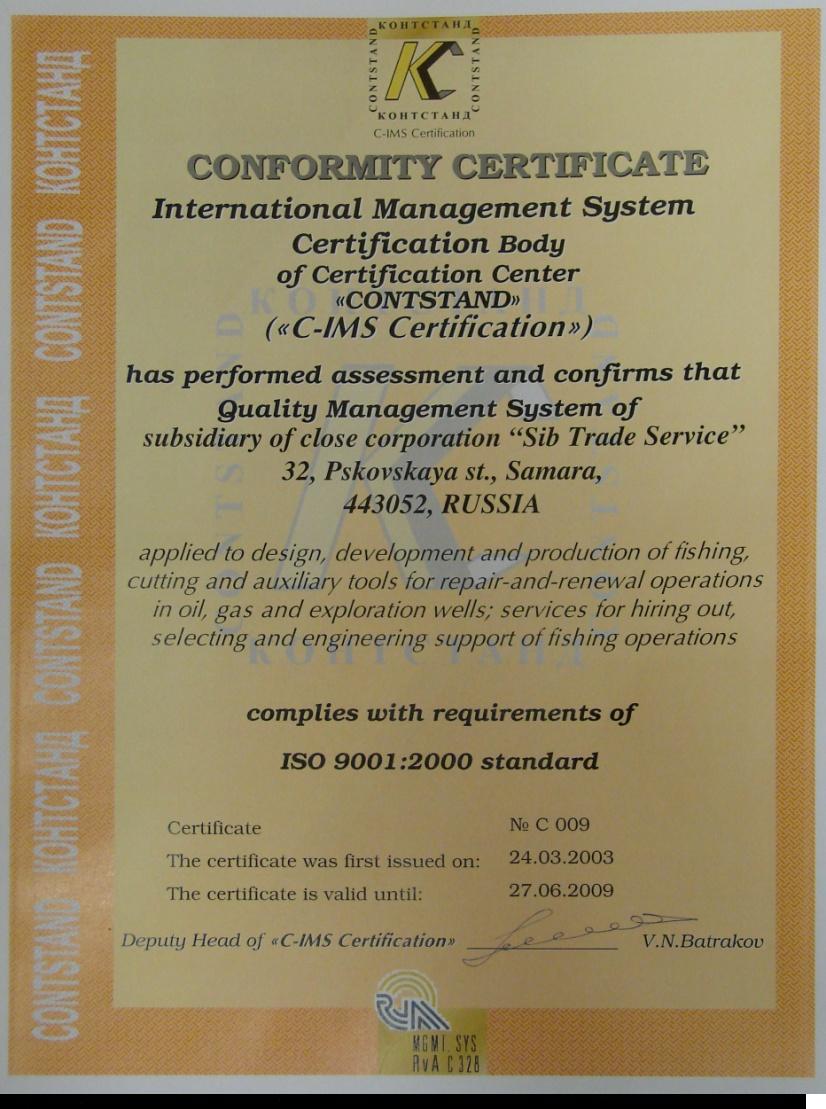 КОНТСТАНД
CONTSTAND
CONTSTAND
КОНТСТАНД
C-IMS Certification
CONFORMITY CERTIFICATE
International Management System
Certification Body
of Certification Center
«CONTSTAND»
(«C-IMS Certification»)
has performed assessment and confirms that
Quality Management System of
subsidiary of close corporation “Sib Trade Service”
32, Pskovskaya st., Samara,
443052, RUSSIA
applied to design, development and production of fishing,
cutting and auxiliary tools for repair-and-renewal operations
in oil, gas and exploration wells; services for hiring out,
selecting and engineering support of fishing operations
complies with requirements of
ISO 9001:2000 standard
Certificate № C 009
The certificate was first issued on: 24.03.2003
The certificate is valid until: 27.06.2009
Deputy Head of «C-IMS Certification» V.N.Batrakov
MGMT. SYS
RvA C 328
CONTSTAND КОНТСТАНД CONTSTAND КОНТСТАНД CONTSTAND КОНТСТАНД
КОНТСТАНД
CONTSTAND
CONTSTAND
КОНТСТАНД